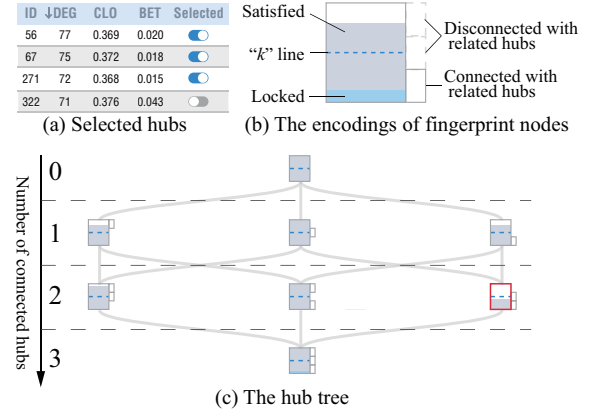 ID ↓DEG CLO BET Selected
56 77 0.369 0.020
67 75 0.372 0.018
271 72 0.368 0.015
322 71 0.376 0.043
(a) Selected hubs
Satisfied
“k” line
Locked
Disconnected with
related hubs
Connected with
related hubs
(b) The encodings of fingerprint nodes
Number of connected hubs
0
1
2
3
(c) The hub tree